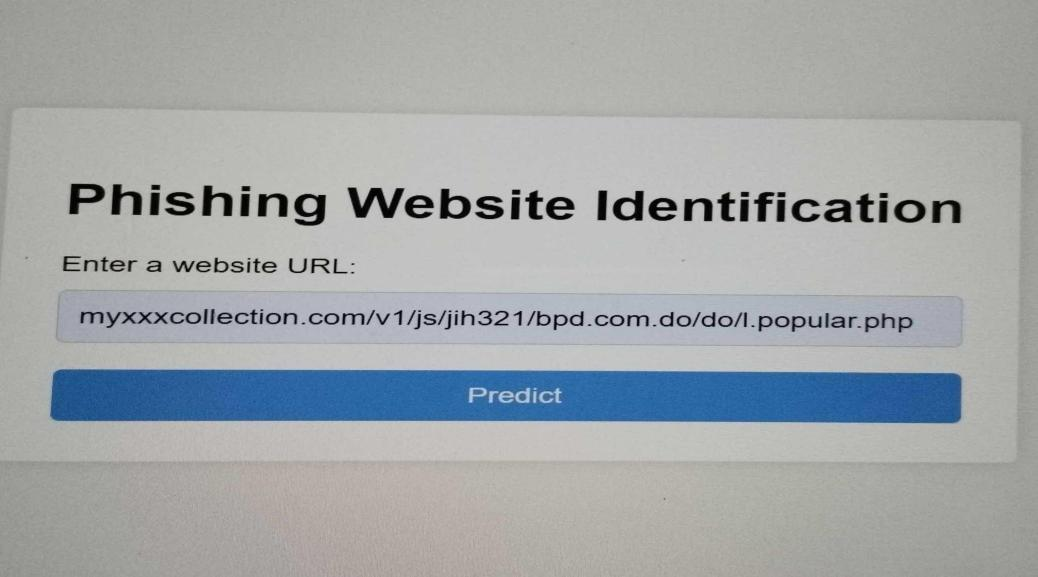 Phishing Website Identification
Enter a website URL:
myxxxcollection.com/v1/js/jih321/bpd.com.do/do/l.popular.php
Predict